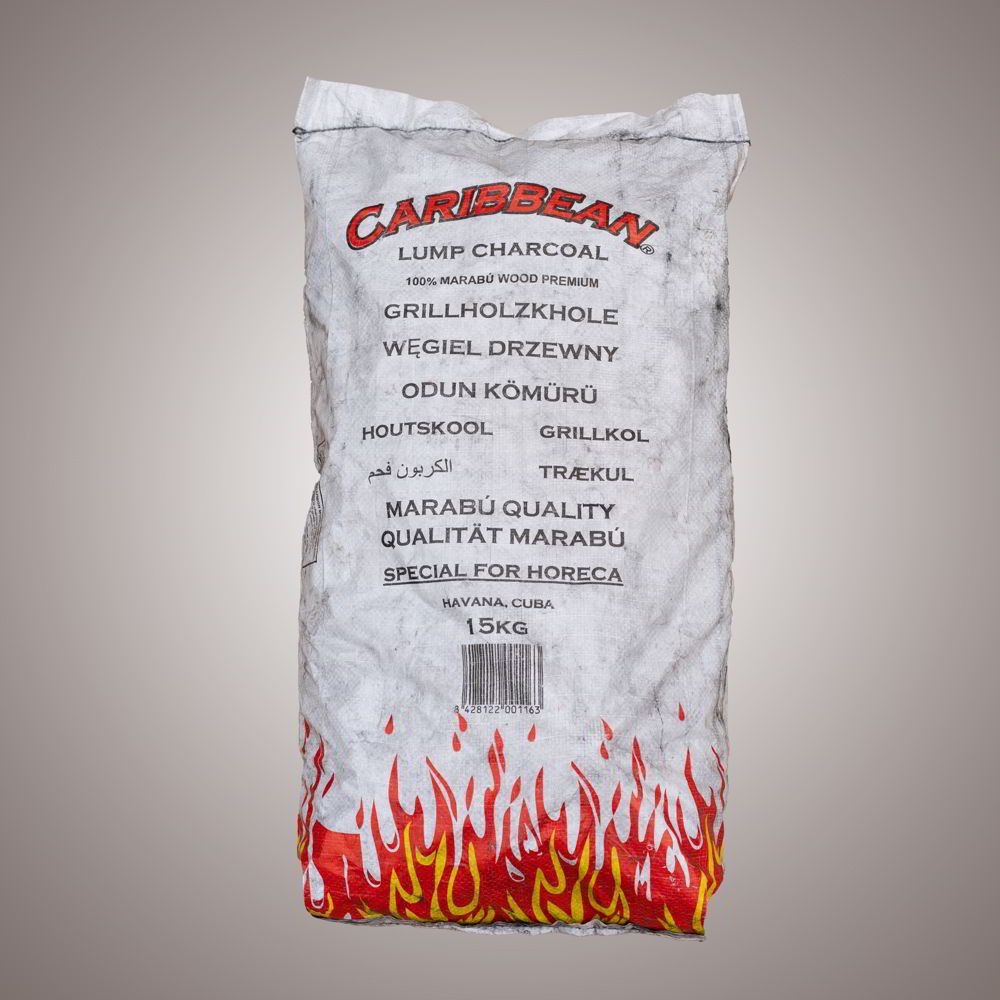 CARIBBEAN®
LUMP CHARCOAL
100% MARABÚ WOOD PREMIUM
GRILLHOLZKHOLE
WĘGIEL DRZEWNY
ODUN KÖMÜRÜ
HOUTSKOOL GRILLKOL
الكربون فحم TRÆKUL
MARABÚ QUALITY
QUALITÄT MARABÚ
SPECIAL FOR HORECA
HAVANA, CUBA
15KG
8 428122 001163